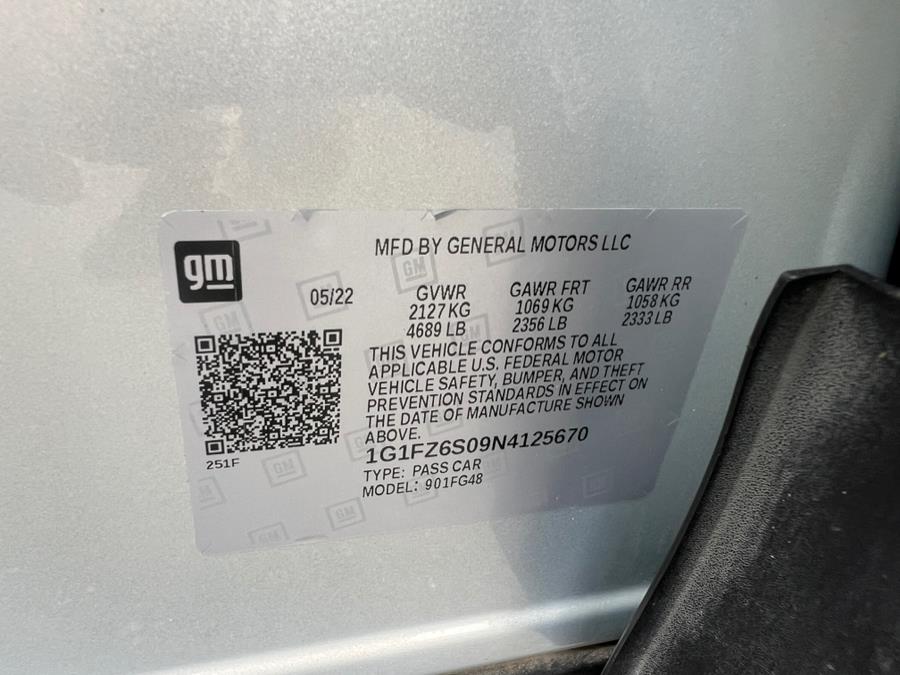 gm
MFD BY GENERAL MOTORS LLC
05/22
GVWR
2127 KG
4689 LB
GAWR FRT
1069 KG
2356 LB
GAWR RR
1058 KG
2333 LB
THIS VEHICLE CONFORMS TO ALL
APPLICABLE U.S. FEDERAL MOTOR
VEHICLE SAFETY, BUMPER, AND THEFT
PREVENTION STANDARDS IN EFFECT ON
THE DATE OF MANUFACTURE SHOWN
ABOVE.
1G1FZ6S09N4125670
TYPE: PASS CAR
MODEL: 901FG48
251F